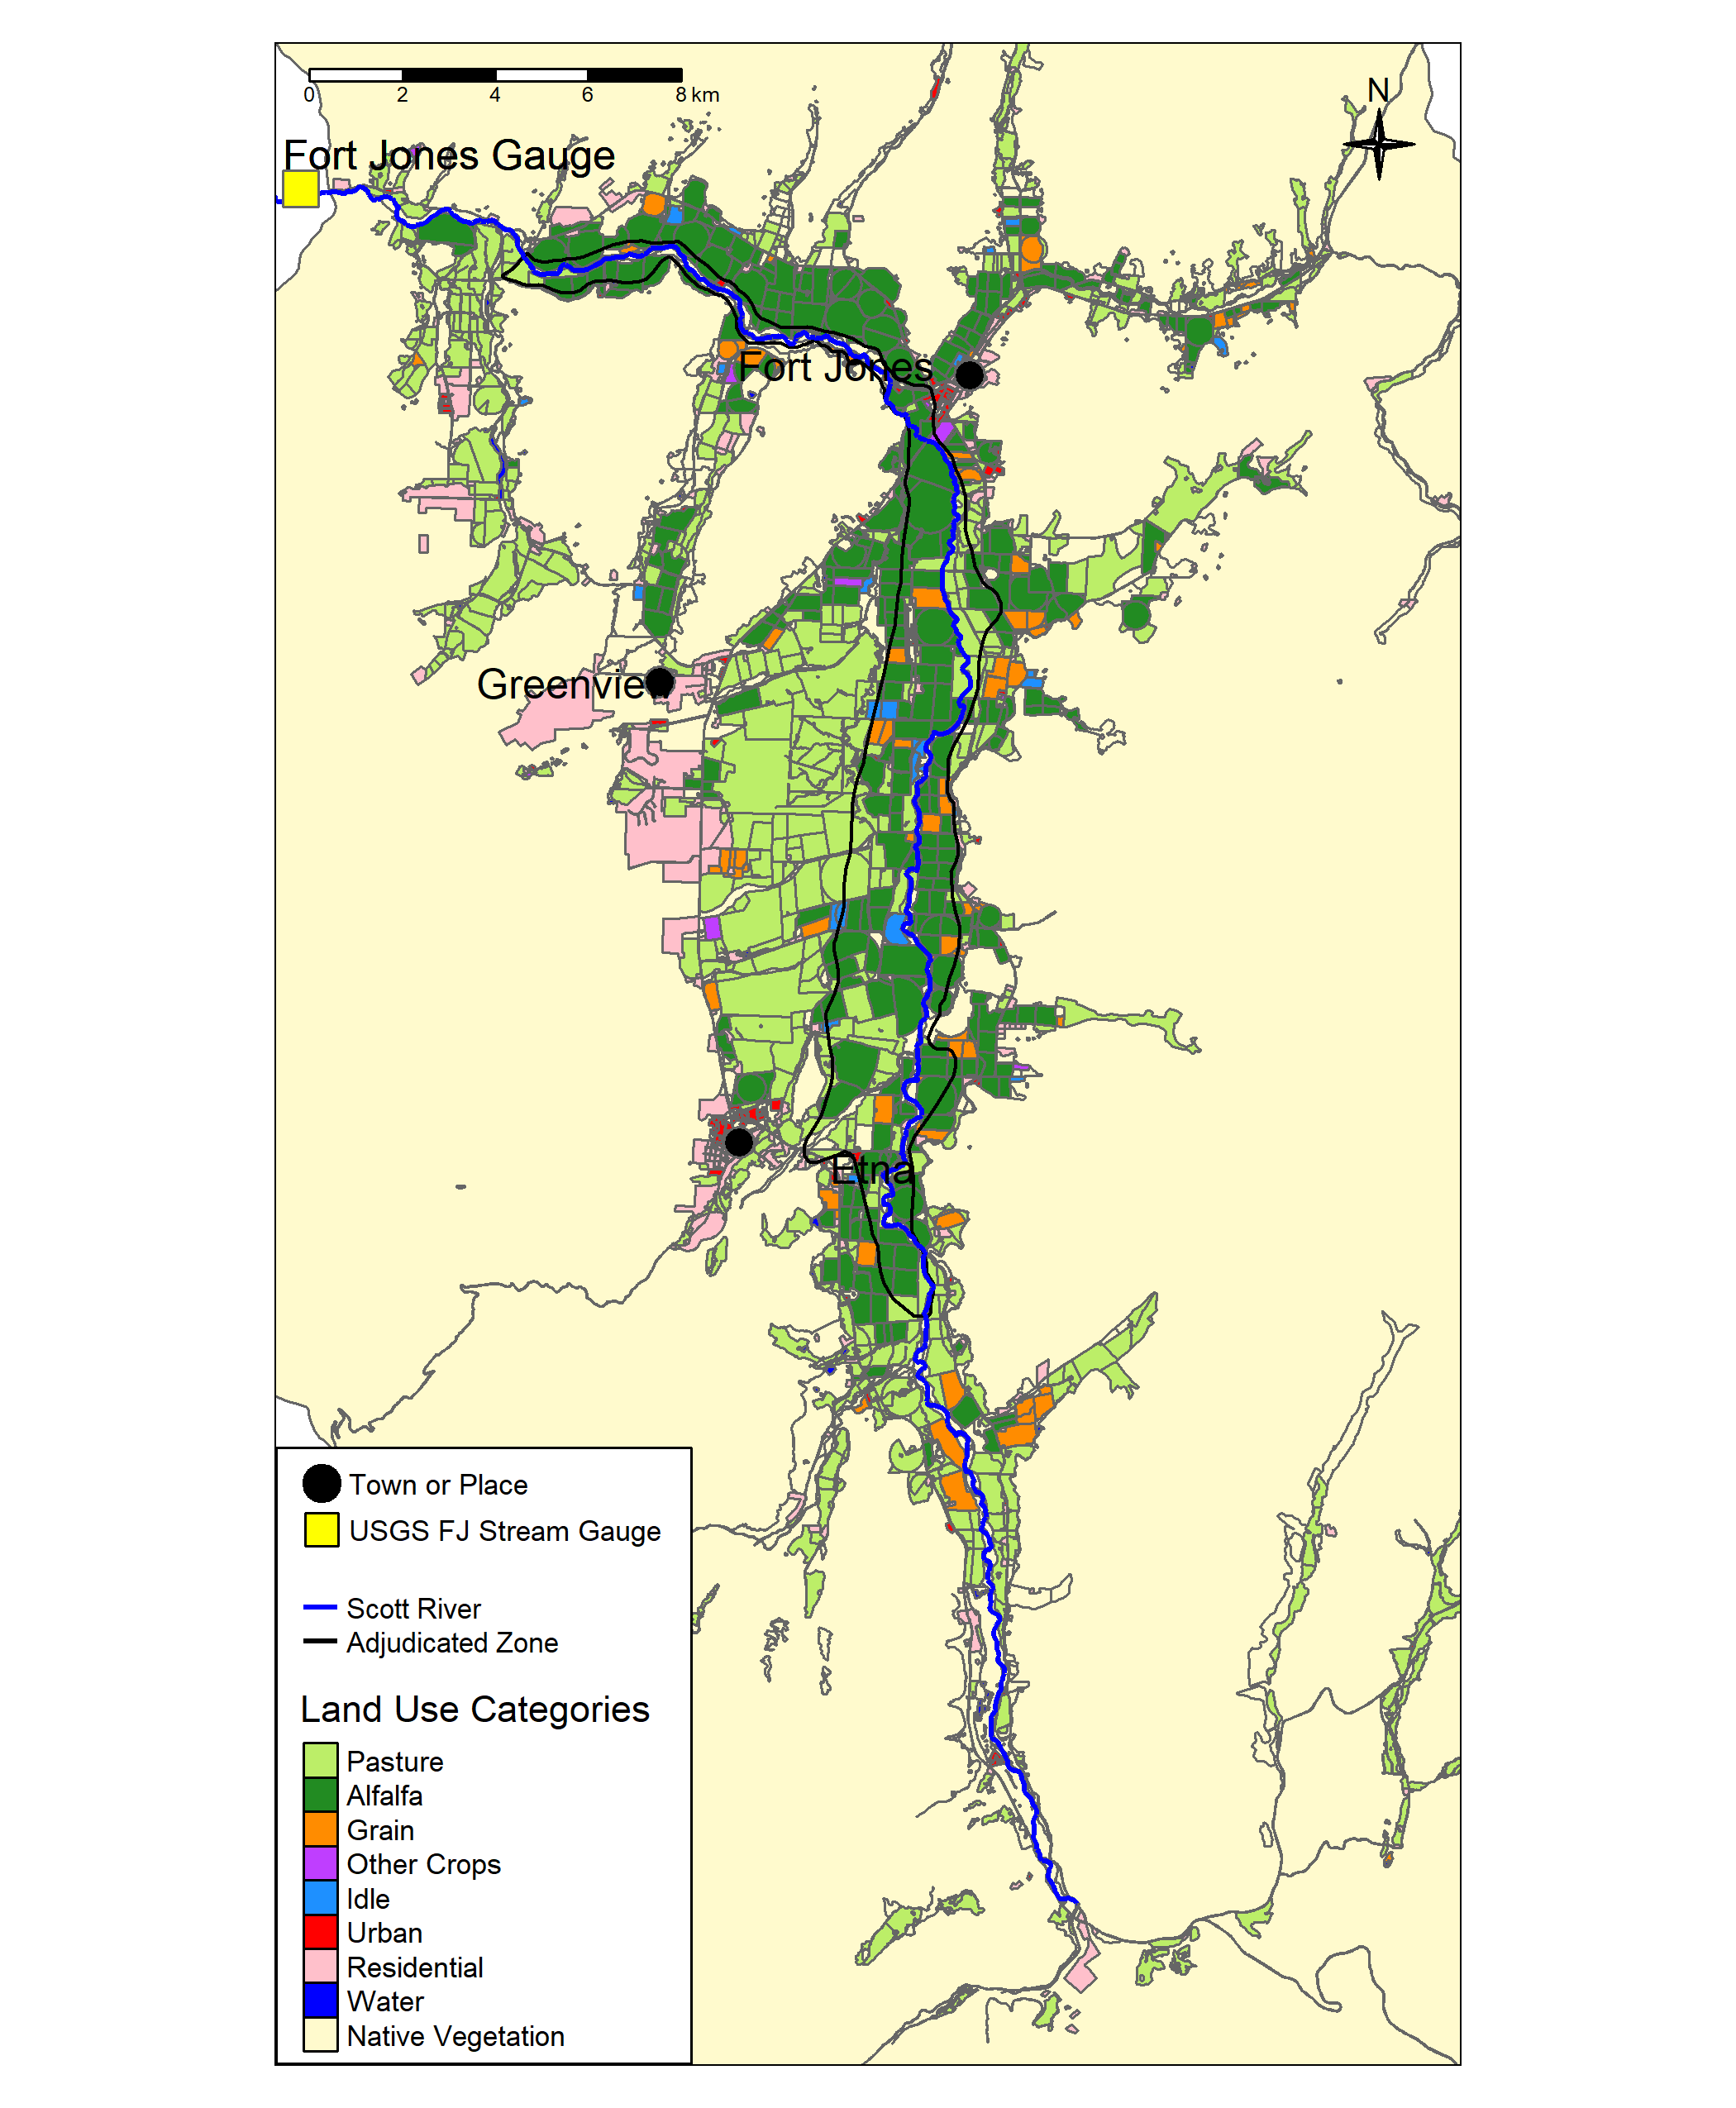 0 2 4 6 8 km
N
Fort Jones Gauge
Fort Jones
Greenview
Etna
Town or Place
USGS FJ Stream Gauge
Scott River
Adjudicated Zone
Land Use Categories
Pasture
Alfalfa
Grain
Other Crops
Idle
Urban
Residential
Water
Native Vegetation